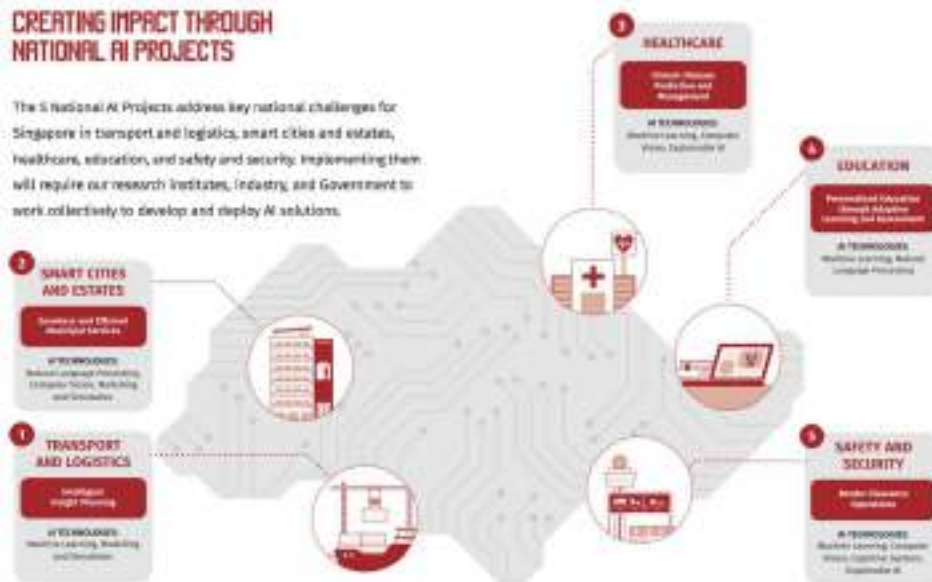 CREATING IMPACT THROUGH
NATIONAL AI PROJECTS
The 5 National AI Projects address key national challenges for
Singapore in transport and logistics, smart cities and estates,
healthcare, education, and safety and security. Implementing them
will require our research institutes, industry, and Government to
work collectively to develop and deploy AI solutions.
3
HEALTHCARE
Chronic Disease
Prediction and
Management
AI TECHNOLOGIES:
Machine Learning, Computer
Vision, Explainable AI
4
EDUCATION
Personalised Education
through Adaptive
Learning and Assessment
AI TECHNOLOGIES:
Machine Learning, Natural
Language Processing
2
SMART CITIES
AND ESTATES
Seamless and Efficient
Municipal Services
AI TECHNOLOGIES:
Natural Language Processing,
Computer Vision, Modelling
and Simulation
1
TRANSPORT
AND LOGISTICS
Intelligent
Freight Planning
AI TECHNOLOGIES:
Machine Learning, Modelling
and Simulation
5
SAFETY AND
SECURITY
Border Clearance
Operations
AI TECHNOLOGIES:
Machine Learning, Computer
Vision, Cognitive Systems,
Explainable AI